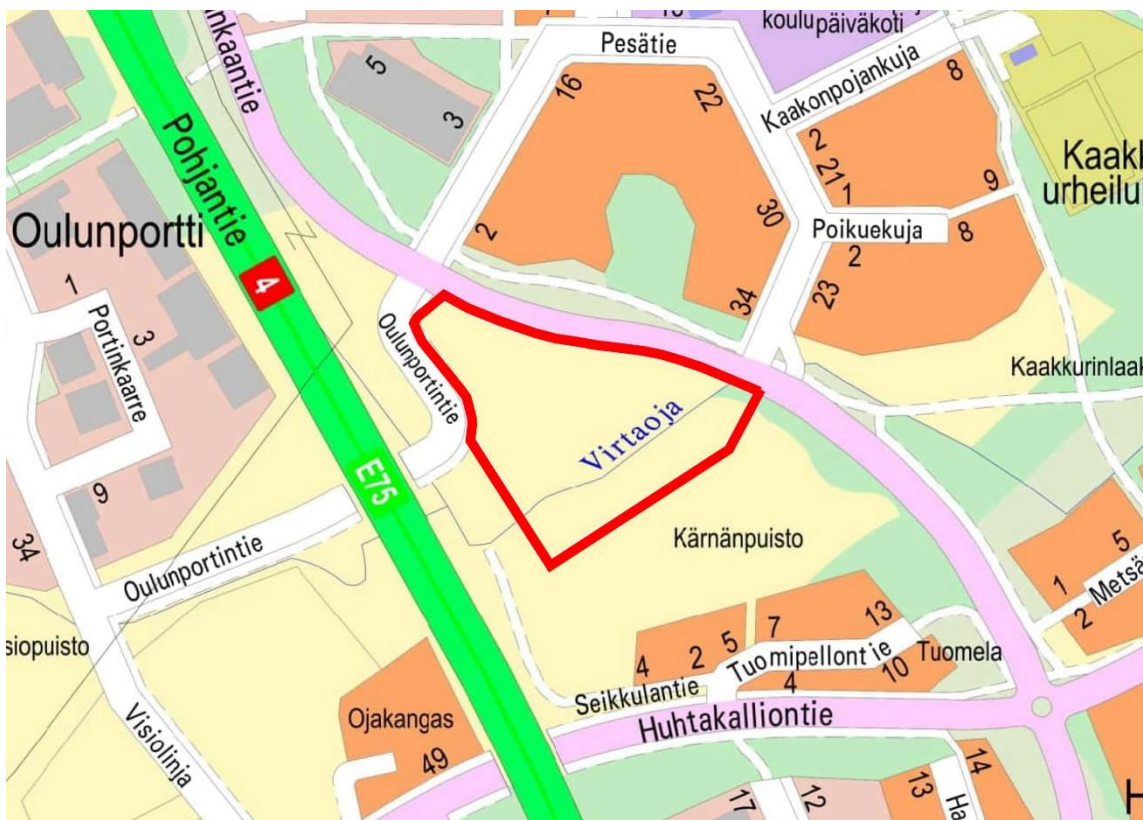 koulu päiväkoti
nkaantie
Pesätie
5
3
16
22
Kaakonpojankuja
8
2
21
1
9
Kaakk
urheilu
Pohjantie
Oulunportti
4
2
30
34
Poikuekuja
8
2
23
1
3
Portinkaarre
Oulunportintie
Kaakkurinlaak
Virtaoja
E75
9
34
Oulunportintie
Kärnänpuisto
siopuisto
Visiolinja
Ojakangas
49
4
2
5
7
13
Tuomipellontie
4
10
Tuomela
Seikkulantie
Huhtakalliontie
5
1
2
Metsä
17
12
13
14
Ha
H